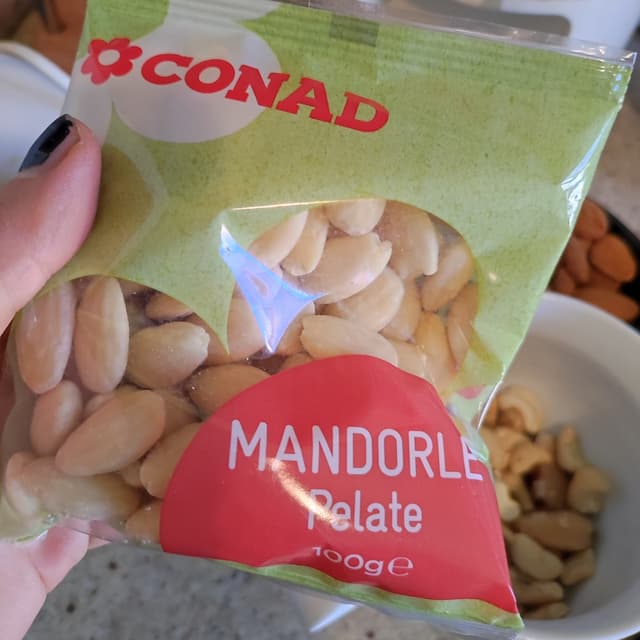 CONAD
MANDORLE
Pelate
100g℮